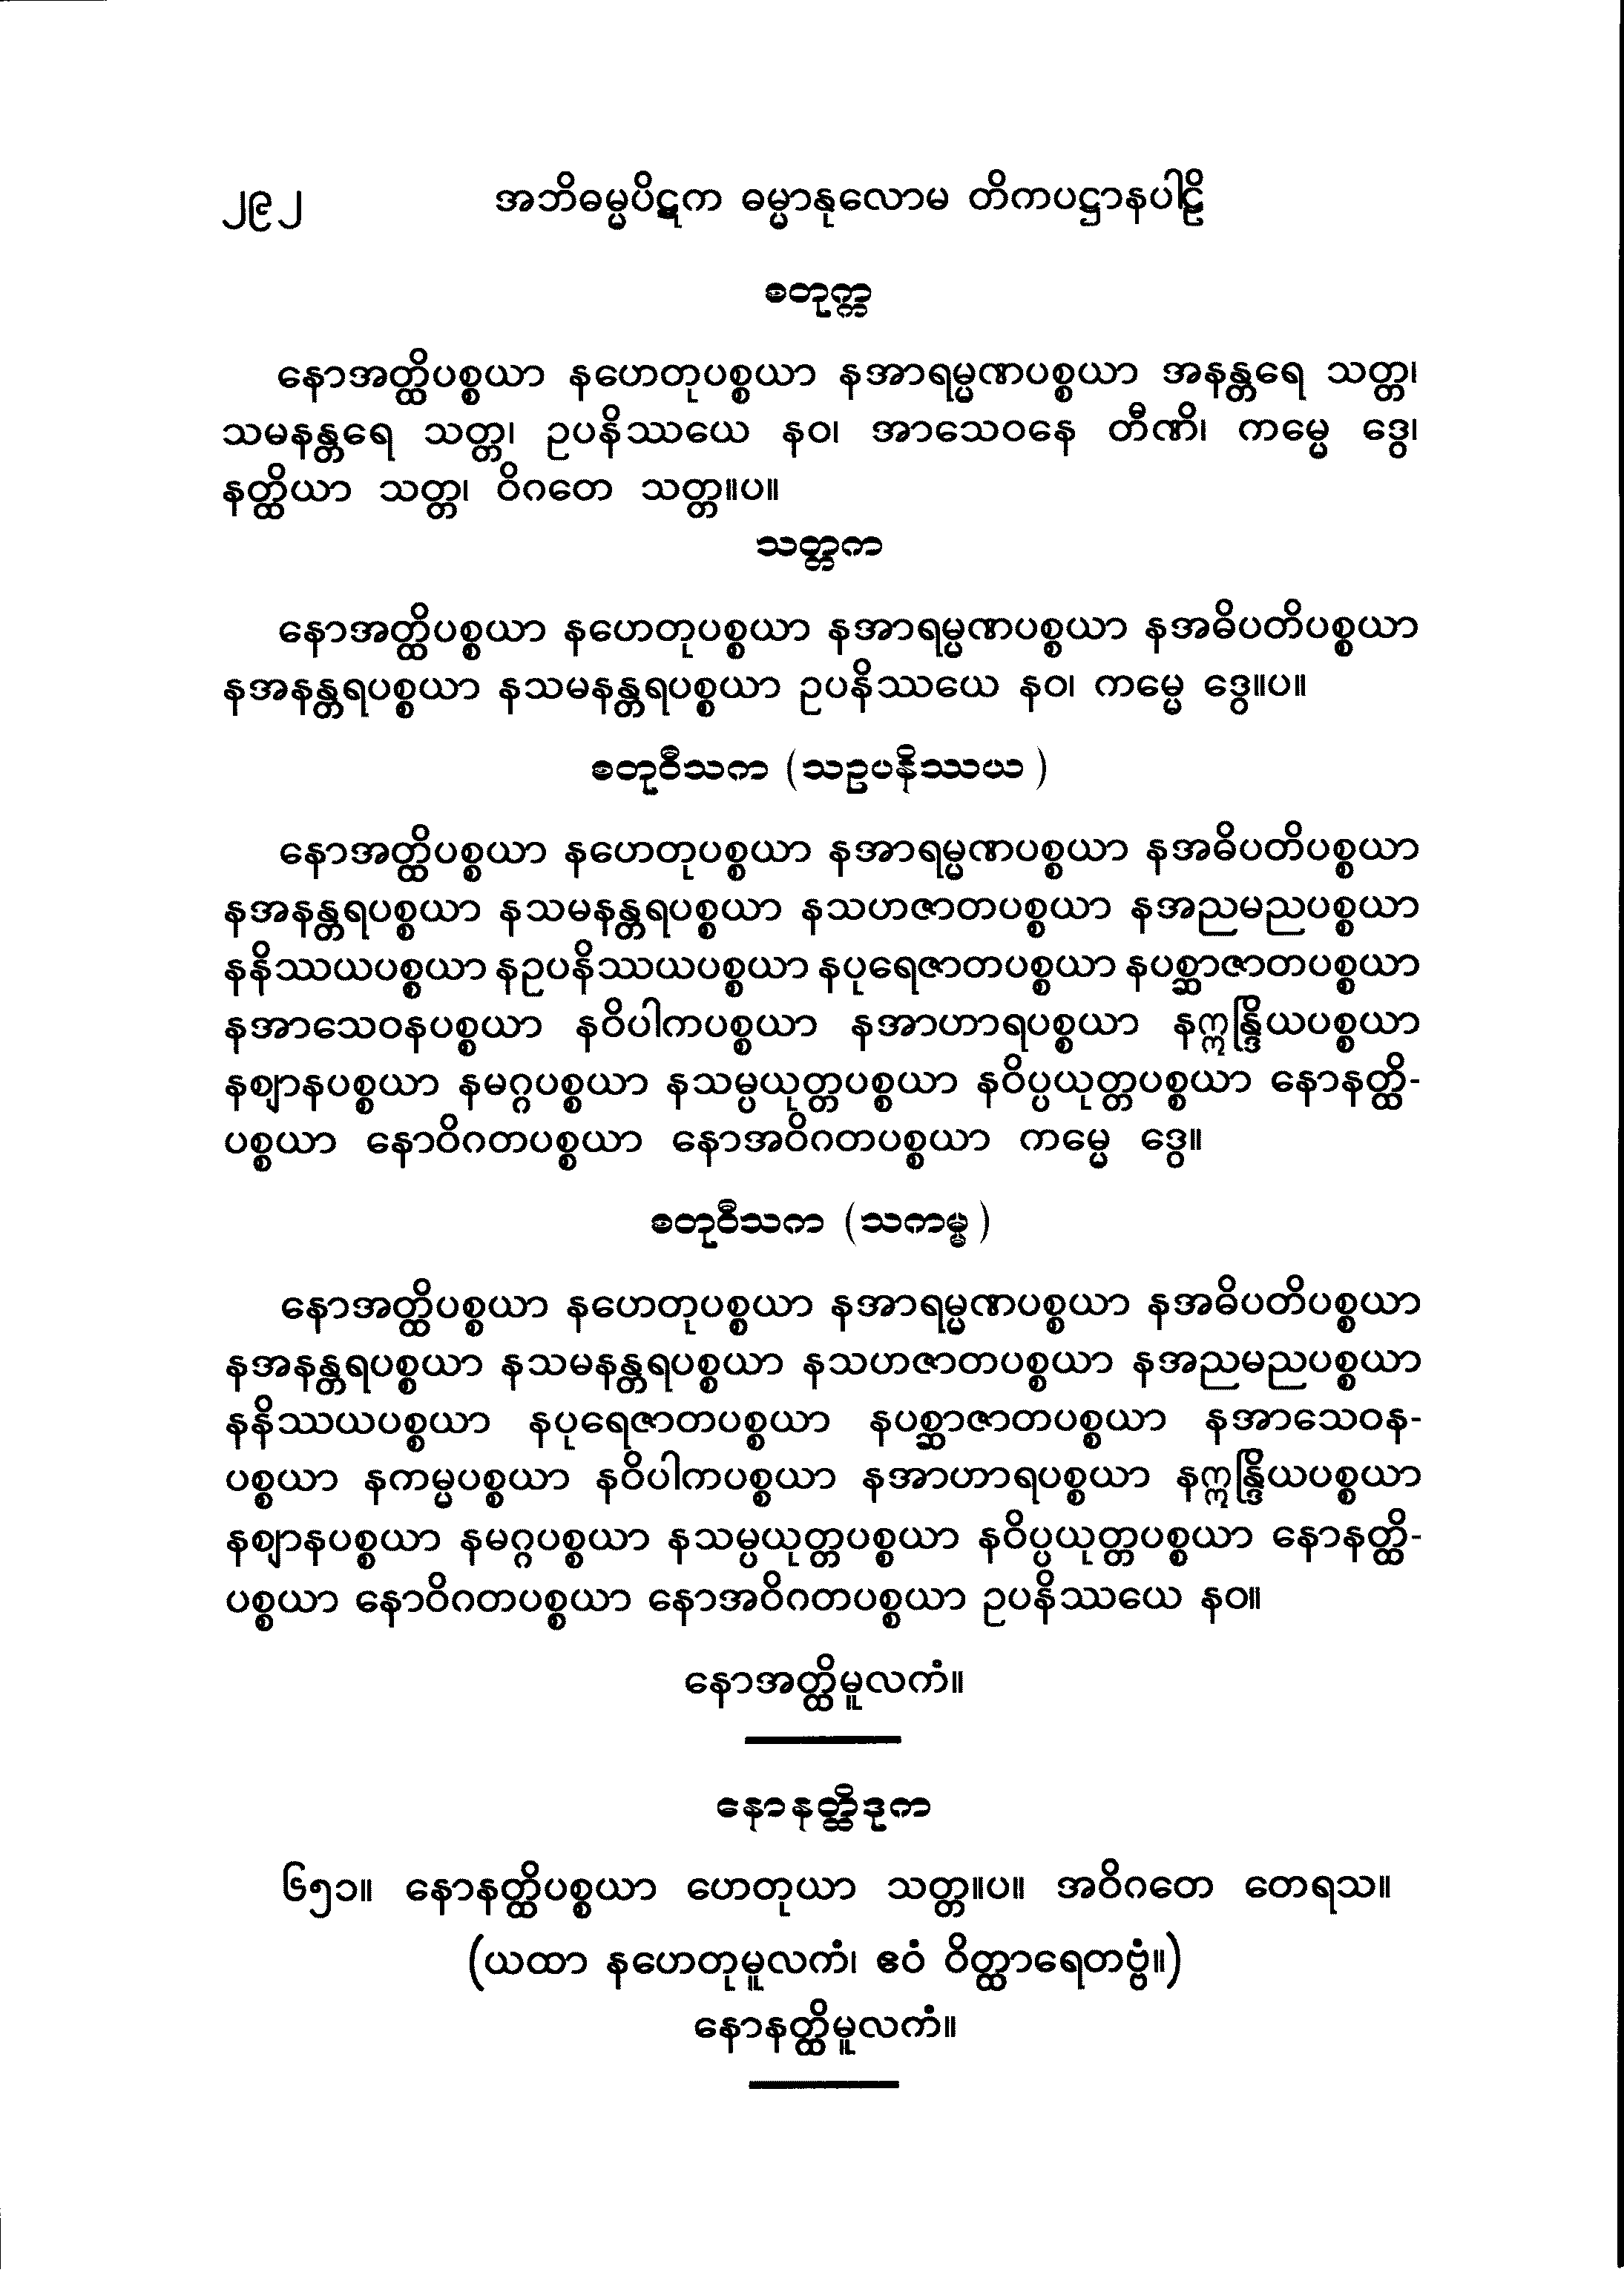 ၂၉၂ အဘိဓမ္မပိဋက ဓမ္မာနုလောမ တိကပဋ္ဌာနပါဠိ
စတုက္က
နောအတ္ထိပစ္စယာ နဟေတုပစ္စယာ နအာရမ္မဏပစ္စယာ အနန္တရေ သတ္တ၊
သမနန္တရေ သတ္တ၊ ဥပနိဿယေ နဝ၊ အာသေဝနေ တီဏိ၊ ကမ္မေ ဒွေ၊
နတ္ထိယာ သတ္တ၊ ဝိဂတေ သတ္တ။ပ။
သတ္တက
နောအတ္ထိပစ္စယာ နဟေတုပစ္စယာ နအာရမ္မဏပစ္စယာ နအဓိပတိပစ္စယာ
နအနန္တရပစ္စယာ နသမနန္တရပစ္စယာ ဥပနိဿယေ နဝ၊ ကမ္မေ ဒွေ။ပ။
စတုဝီသက (သဥပနိဿယ)
နောအတ္ထိပစ္စယာ နဟေတုပစ္စယာ နအာရမ္မဏပစ္စယာ နအဓိပတိပစ္စယာ
နအနန္တရပစ္စယာ နသမနန္တရပစ္စယာ နသဟဇာတပစ္စယာ နအညမညပစ္စယာ
နနိဿယပစ္စယာ နဥပနိဿယပစ္စယာ နပုရေဇာတပစ္စယာ နပစ္ဆာဇာတပစ္စယာ
နအာသေဝနပစ္စယာ နဝိပါကပစ္စယာ နအာဟာရပစ္စယာ နဣန္ဒြိယပစ္စယာ
နဈာနပစ္စယာ နမဂ္ဂပစ္စယာ နသမ္ပယုတ္တပစ္စယာ နဝိပ္ပယုတ္တပစ္စယာ နောနတ္ထိ-
ပစ္စယာ နောဝိဂတပစ္စယာ နောအဝိဂတပစ္စယာ ကမ္မေ ဒွေ။
စတုဝီသက (သကမ္မ)
နောအတ္ထိပစ္စယာ နဟေတုပစ္စယာ နအာရမ္မဏပစ္စယာ နအဓိပတိပစ္စယာ
နအနန္တရပစ္စယာ နသမနန္တရပစ္စယာ နသဟဇာတပစ္စယာ နအညမညပစ္စယာ
နနိဿယပစ္စယာ နပုရေဇာတပစ္စယာ နပစ္ဆာဇာတပစ္စယာ နအာသေဝန-
ပစ္စယာ နကမ္မပစ္စယာ နဝိပါကပစ္စယာ နအာဟာရပစ္စယာ နဣန္ဒြိယပစ္စယာ
နဈာနပစ္စယာ နမဂ္ဂပစ္စယာ နသမ္ပယုတ္တပစ္စယာ နဝိပ္ပယုတ္တပစ္စယာ နောနတ္ထိ-
ပစ္စယာ နောဝိဂတပစ္စယာ နောအဝိဂတပစ္စယာ ဥပနိဿယေ နဝ။
နောအတ္ထိမူလကံ။
နောနတ္ထိဒုက
၆၅၁။ နောနတ္ထိပစ္စယာ ဟေတုယာ သတ္တ။ပ။ အဝိဂတေ တေရသ။
(ယထာ နဟေတုမူလကံ၊ ဧဝံ ဝိတ္ထာရေတဗ္ဗံ။)
နောနတ္ထိမူလကံ။